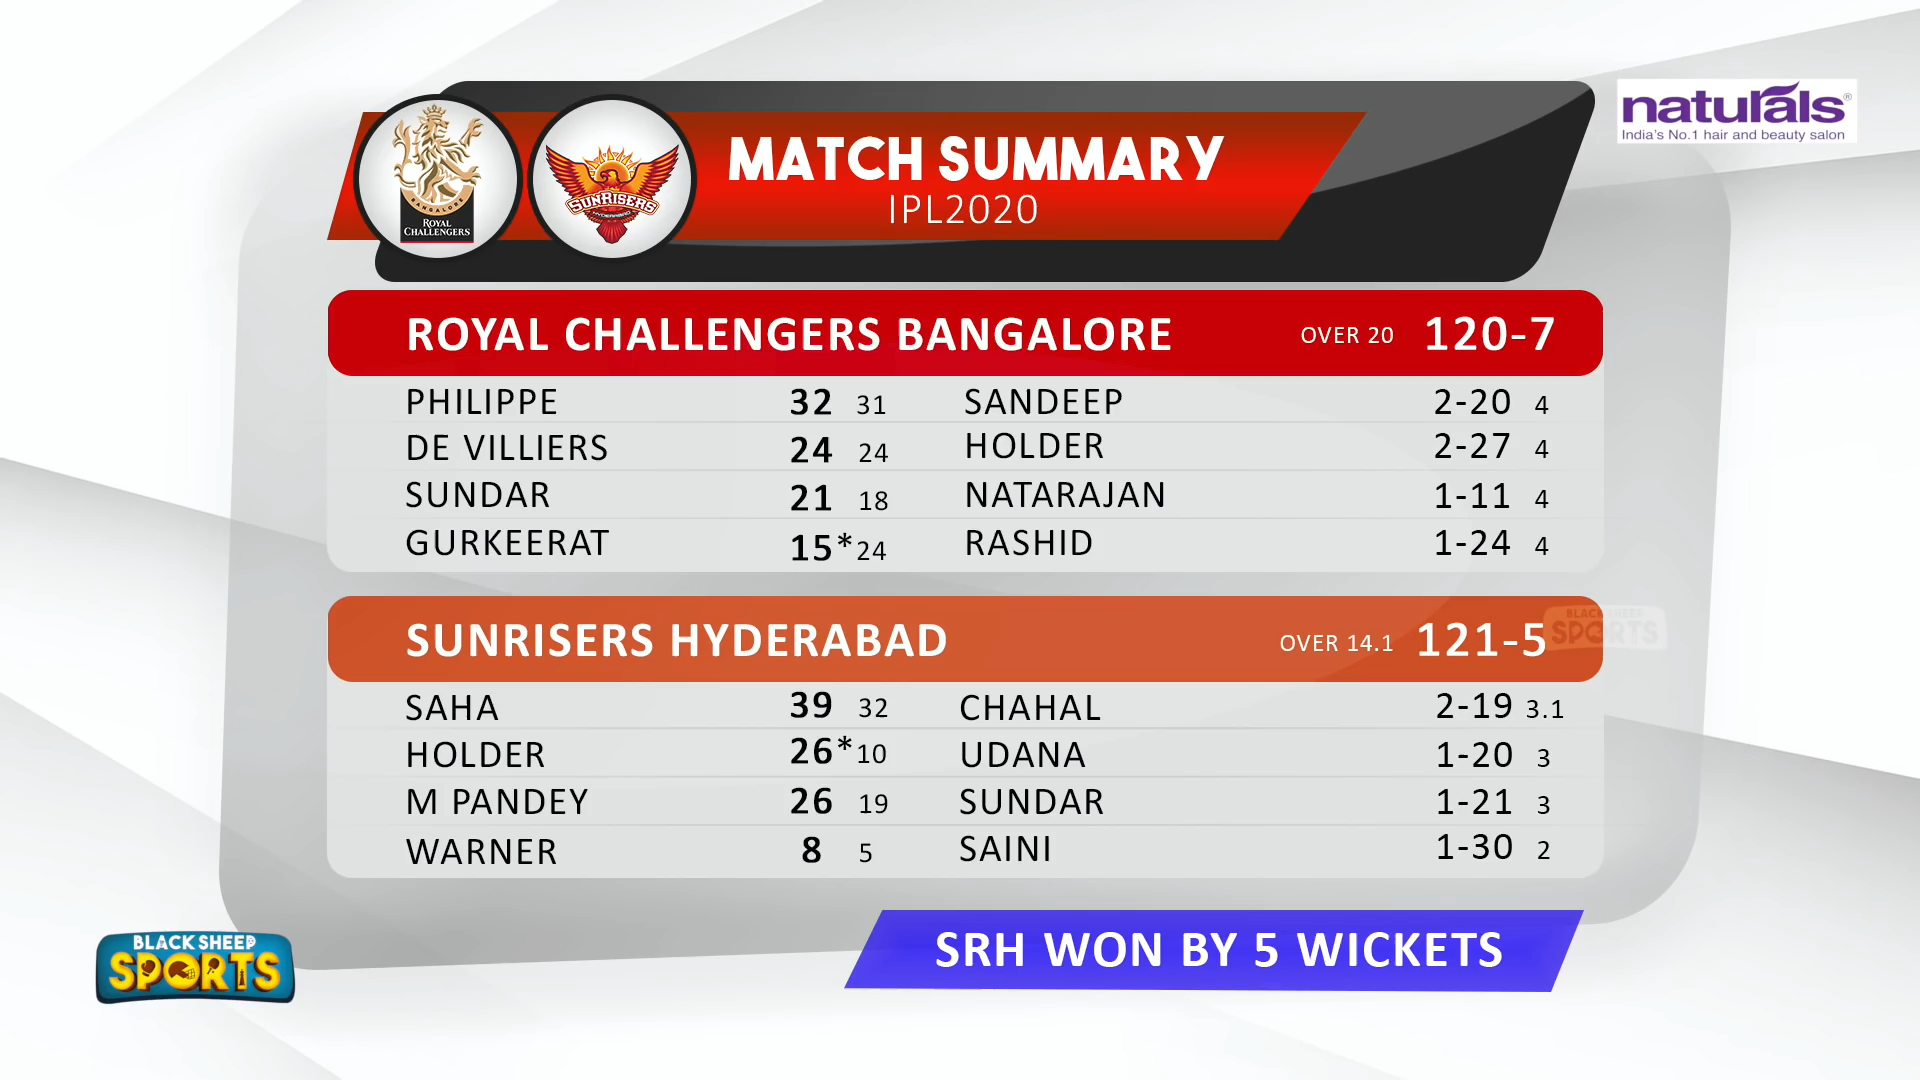 MATCH SUMMARY
IPL2020
naturals®
India's No.1 hair and beauty salon
BANGALORE
ROYAL
CHALLENGERS
SUNRISERS
HYDERABAD
ROYAL CHALLENGERS BANGALORE OVER 20 120-7
PHILIPPE 32 31 SANDEEP 2-20 4
DE VILLIERS 24 24 HOLDER 2-27 4
SUNDAR 21 18 NATARAJAN 1-11 4
GURKEERAT 15*24 RASHID 1-24 4
SUNRISERS HYDERABAD OVER 14.1 121-5
BLACK SHEEP
SPORTS
SAHA 39 32 CHAHAL 2-19 3.1
HOLDER 26*10 UDANA 1-20 3
M PANDEY 26 19 SUNDAR 1-21 3
WARNER 8 5 SAINI 1-30 2
BLACK SHEEP
SPORTS
SRH WON BY 5 WICKETS